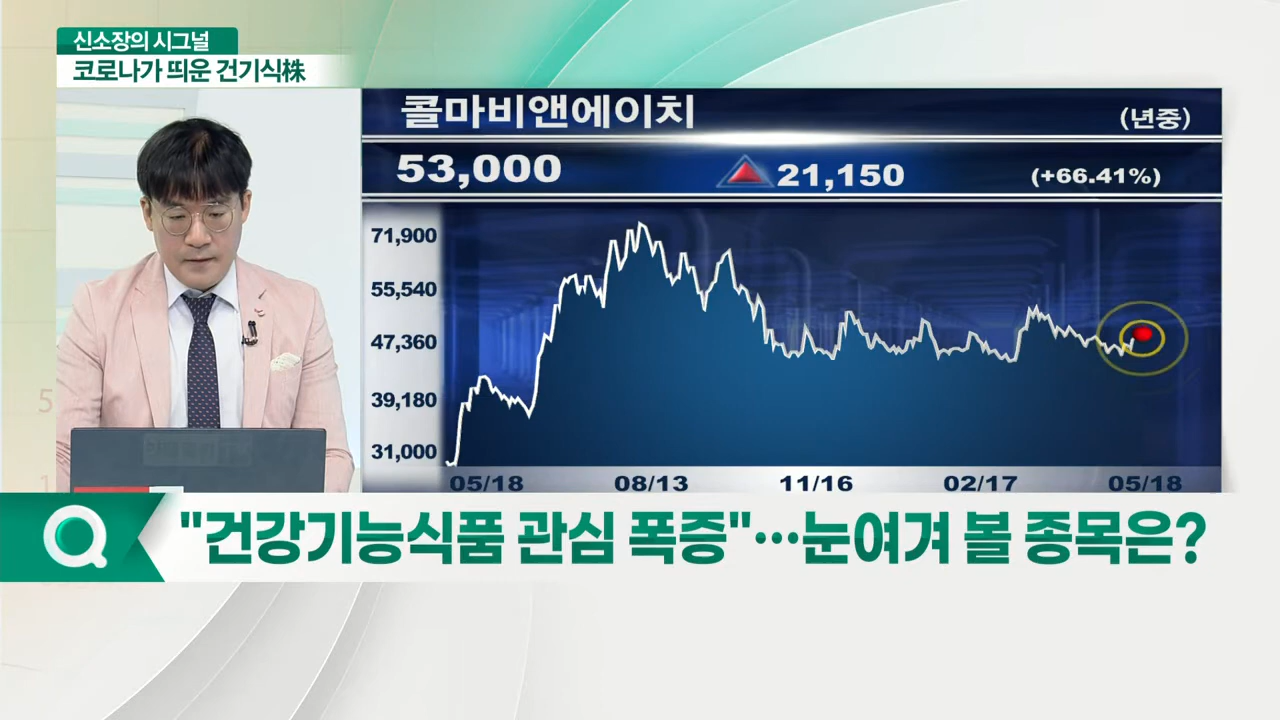 신소장의 시그널
코로나가 띄운 건기식株
콜마비앤에이치 (년중)
53,000 ▲ 21,150 (+66.41%)
71,900
55,540
47,360
39,180
31,000
05/18 08/13 11/16 02/17 05/18
Q "건강기능식품 관심 폭증"…눈여겨 볼 종목은?